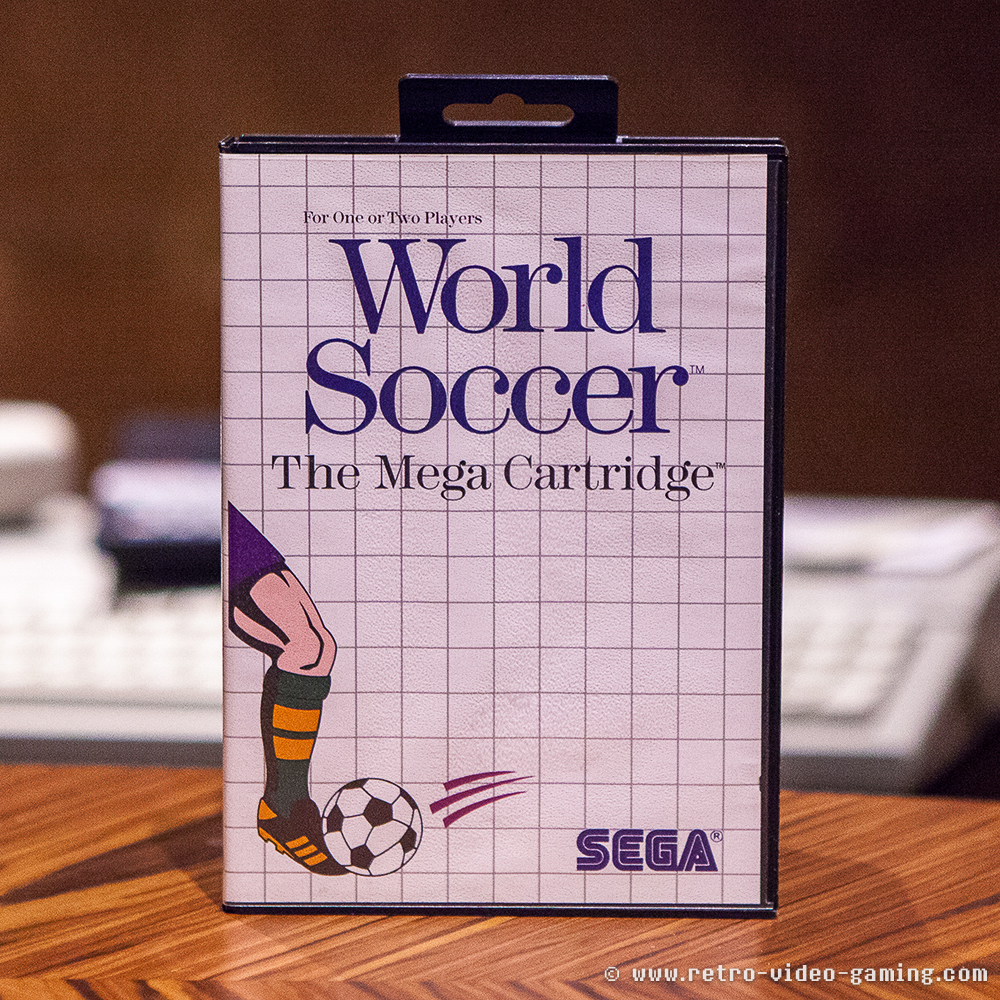 For One or Two Players
World
Soccer™
The Mega Cartridge™
SEGA®
© www.retro-video-gaming.com